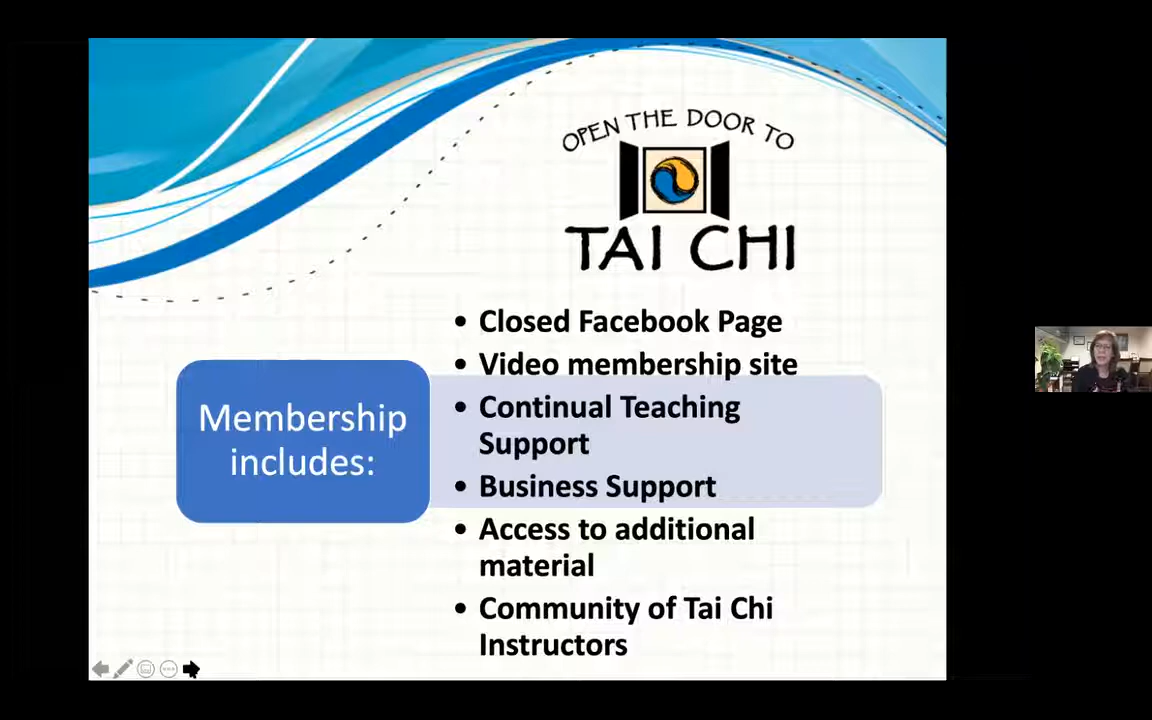 OPEN THE DOOR TO
TAI CHI
• Closed Facebook Page
• Video membership site
• Continual Teaching
Support
• Business Support
• Access to additional
material
• Community of Tai Chi
Instructors
Membership
includes: